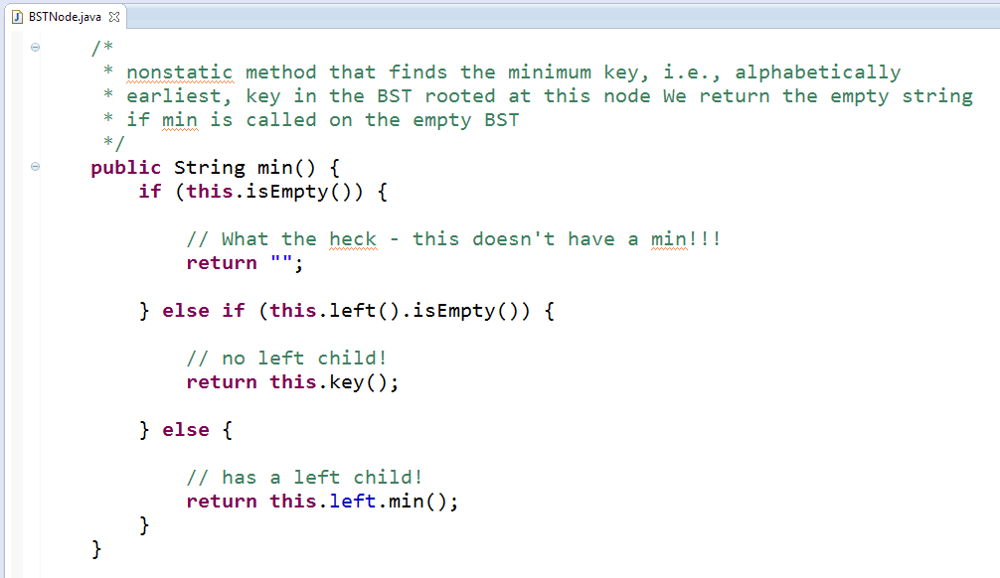 BSTNode.java
/*
* nonstatic method that finds the minimum key, i.e., alphabetically
* earliest, key in the BST rooted at this node We return the empty string
* if min is called on the empty BST
*/
public String min() {
if (this.isEmpty()) {
// What the heck - this doesn't have a min!!!
return "";
} else if (this.left().isEmpty()) {
// no left child!
return this.key();
} else {
// has a left child!
return this.left.min();
}
}